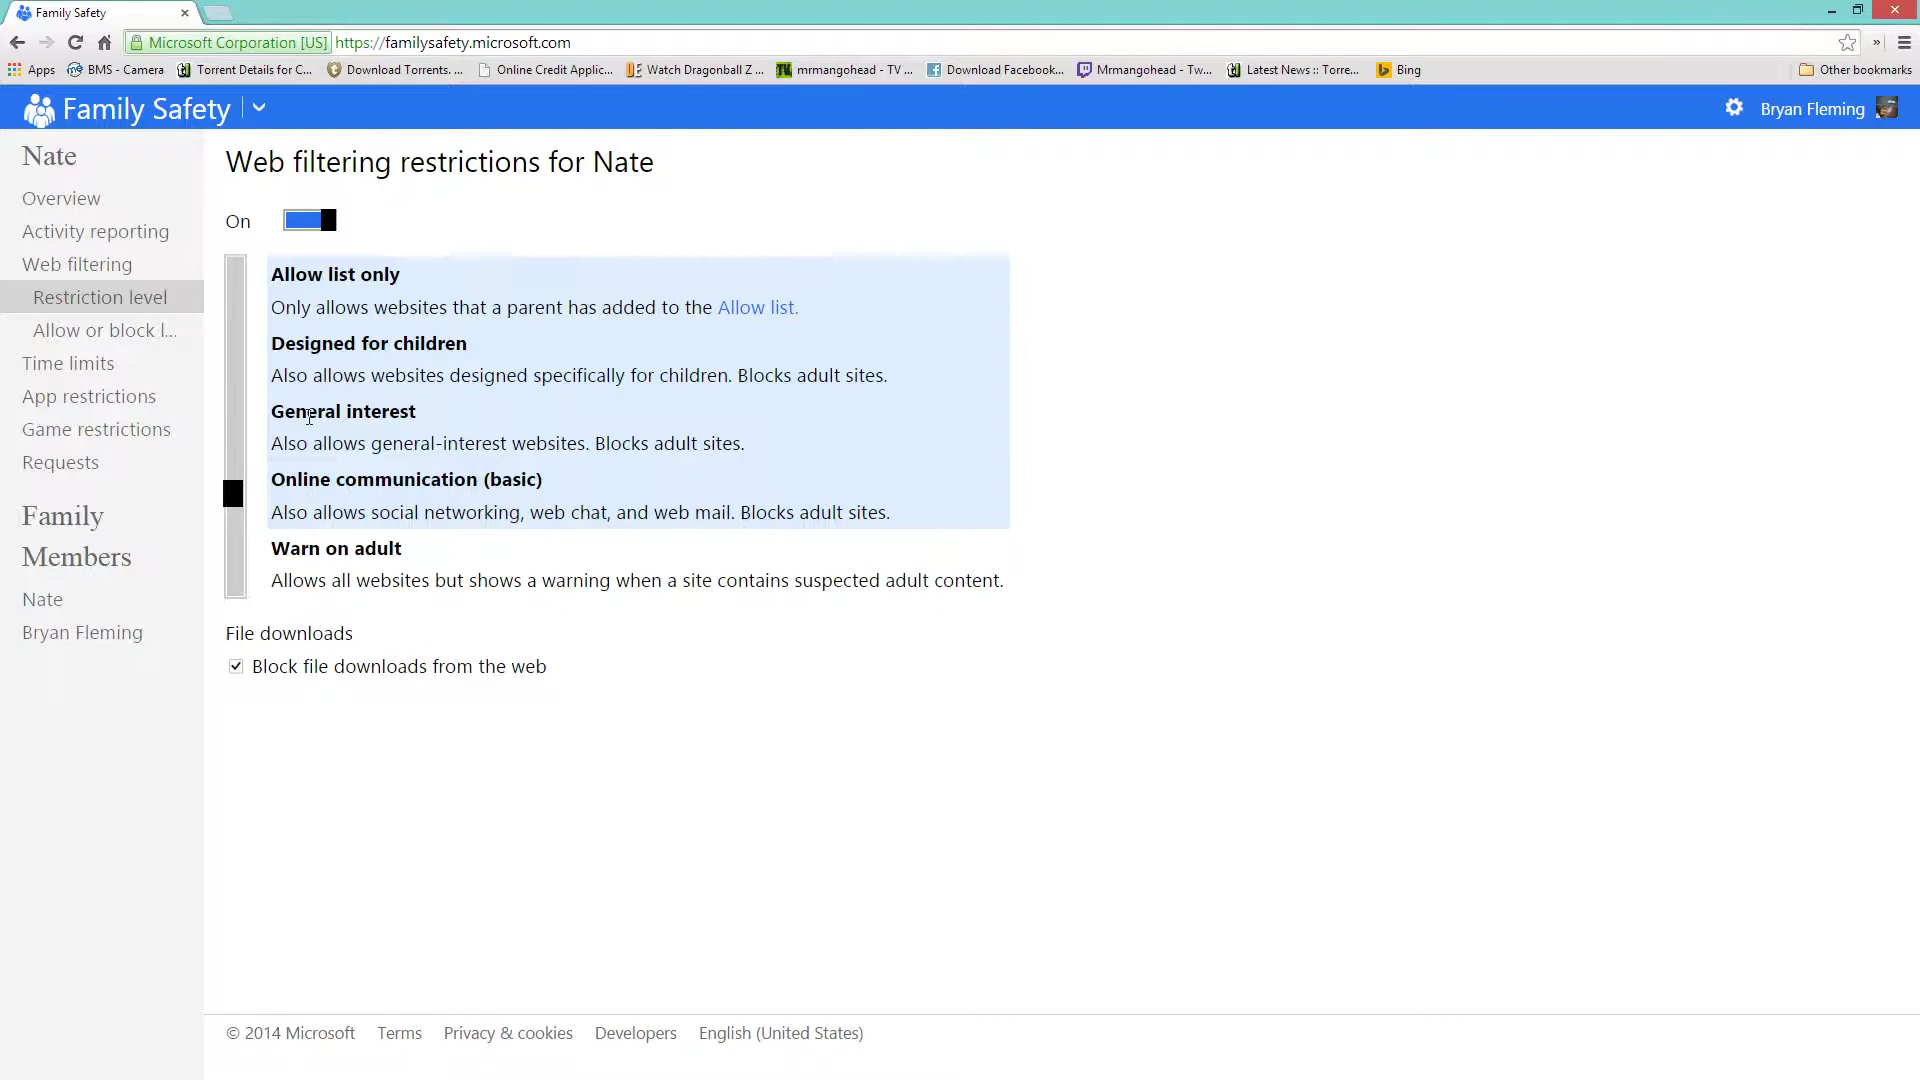 Family Safety
Microsoft Corporation [US] https://familysafety.microsoft.com
Apps BMS - Camera Torrent Details for C... Download Torrents. ... Online Credit Applic... Watch Dragonball Z ... mrmangohead - TV ... Download Facebook... Mrmangohead - Tw... Latest News :: Torre... Bing Other bookmarks
Family Safety Bryan Fleming
Nate
Overview
Activity reporting
Web filtering
Restriction level
Allow or block l...
Time limits
App restrictions
Game restrictions
Requests
Family
Members
Nate
Bryan Fleming
Web filtering restrictions for Nate
On
Allow list only
Only allows websites that a parent has added to the Allow list.
Designed for children
Also allows websites designed specifically for children. Blocks adult sites.
General interest
Also allows general-interest websites. Blocks adult sites.
Online communication (basic)
Also allows social networking, web chat, and web mail. Blocks adult sites.
Warn on adult
Allows all websites but shows a warning when a site contains suspected adult content.
File downloads
Block file downloads from the web
© 2014 Microsoft Terms Privacy & cookies Developers English (United States)